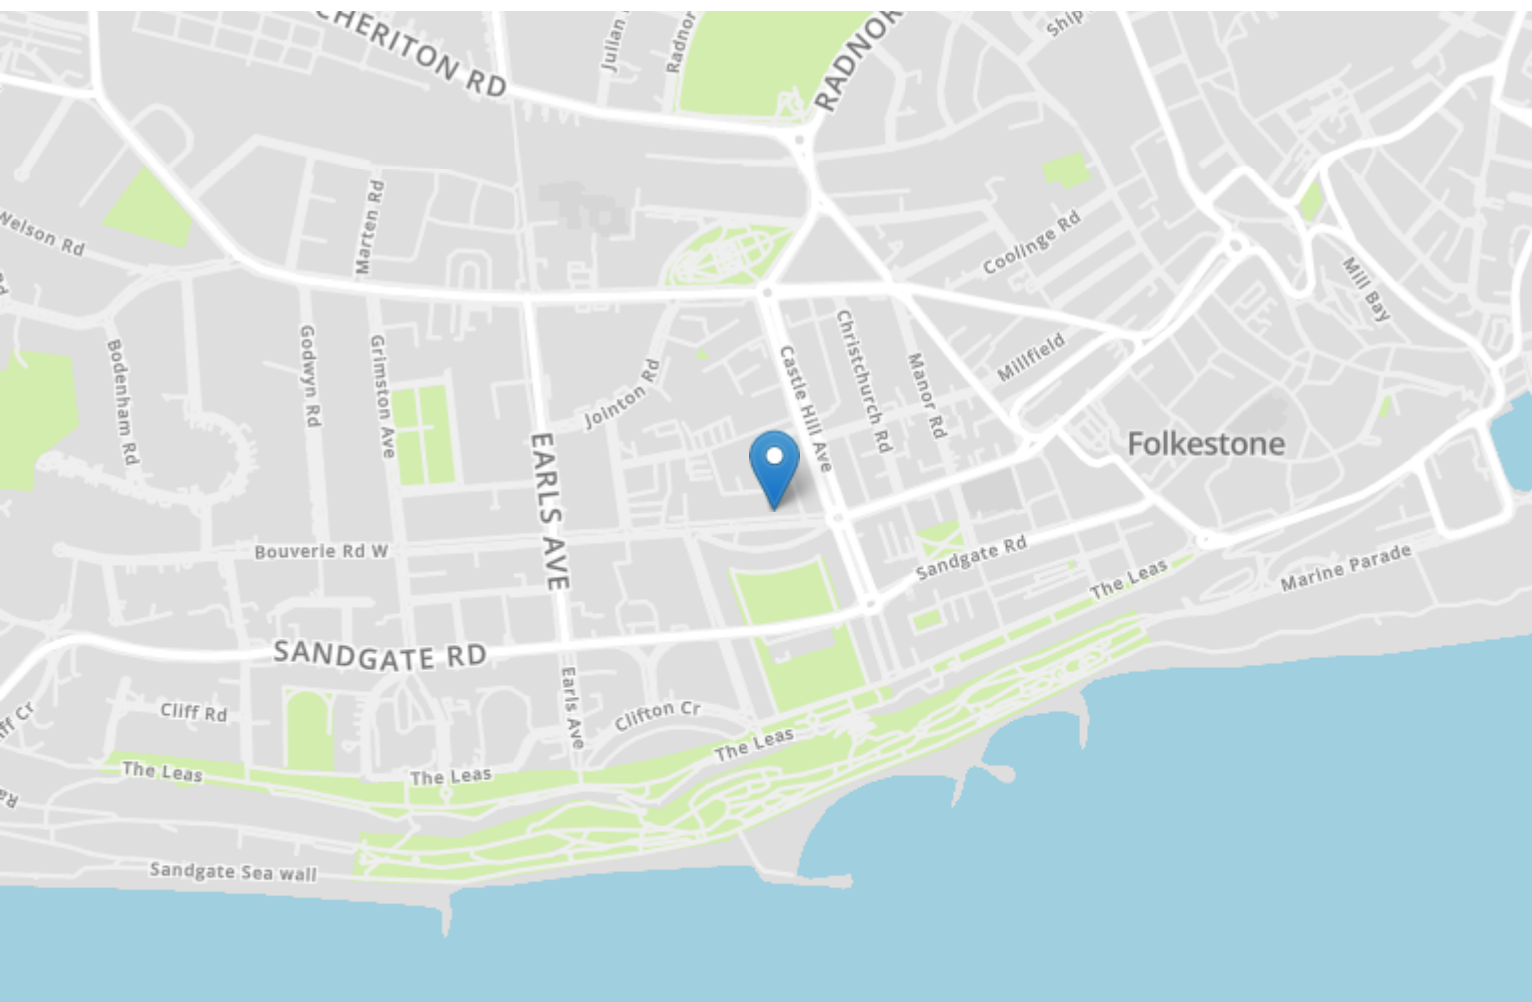 CHERITON RD
Julian
Radnor
RADNOR
Ship
Nelson Rd
Marten Rd
Coolinge Rd
Mill Bay
Bodenham Rd
Godwyn Rd
Grimston Ave
Jointon Rd
Castle Hill Ave
Christchurch Rd
Manor Rd
Millfield
EARLS AVE
Folkestone
Bouverie Rd W
Sandgate Rd
The Leas
Marine Parade
SANDGATE RD
Earls Ave
Cliff Rd
Clifton Cr
iff Cr
The Leas
The Leas
The Leas
Ra
Sandgate Sea wall